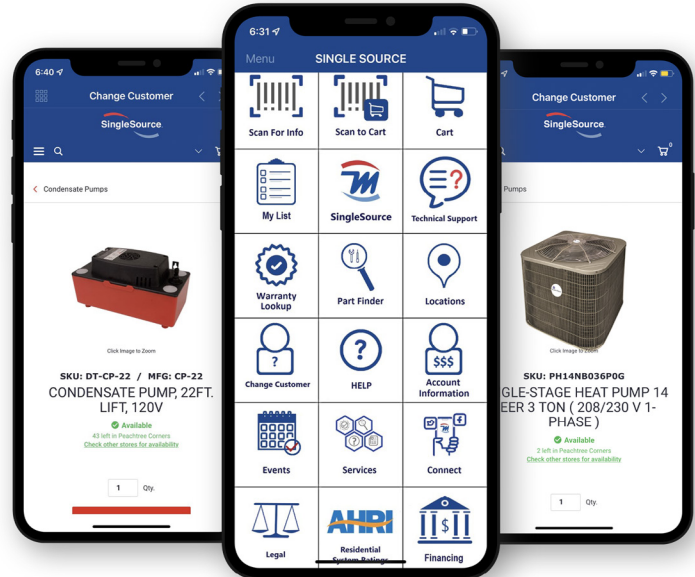 6:40
Change Customer
SingleSource
Condensate Pumps
Click Image to Zoom
SKU: DT-CP-22 / MFG: CP-22
CONDENSATE PUMP, 22FT.
LIFT, 120V
Available
43 left in Peachtree Corners
Check other stores for availability
1 Qty.
6:31
Menu SINGLE SOURCE
Scan For Info
Scan to Cart
Cart
My List
SingleSource
Technical Support
Warranty
Lookup
Part Finder
Locations
?
Change Customer
?
HELP
$$$
Account
Information
Events
Services
Connect
Legal
AHRI
Residential
System Ratings
$
Financing
Change Customer
SingleSource
0
Pumps
Click Image to Zoom
SKU: PH14NB036P0G
GLE-STAGE HEAT PUMP 14
EER 3 TON ( 208/230 V 1-
PHASE )
Available
2 left in Peachtree Corners
Check other stores for availability
1 Qty.